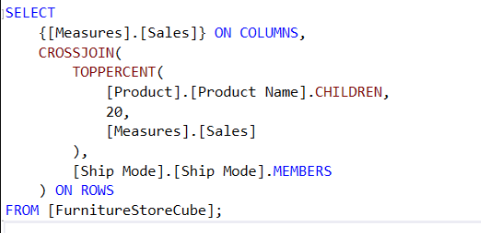 SELECT
    {[Measures].[Sales]} ON COLUMNS,
    CROSSJOIN(
        TOPPERCENT(
            [Product].[Product Name].CHILDREN,
            20,
            [Measures].[Sales]
        ),
        [Ship Mode].[Ship Mode].MEMBERS
    ) ON ROWS
FROM [FurnitureStoreCube];